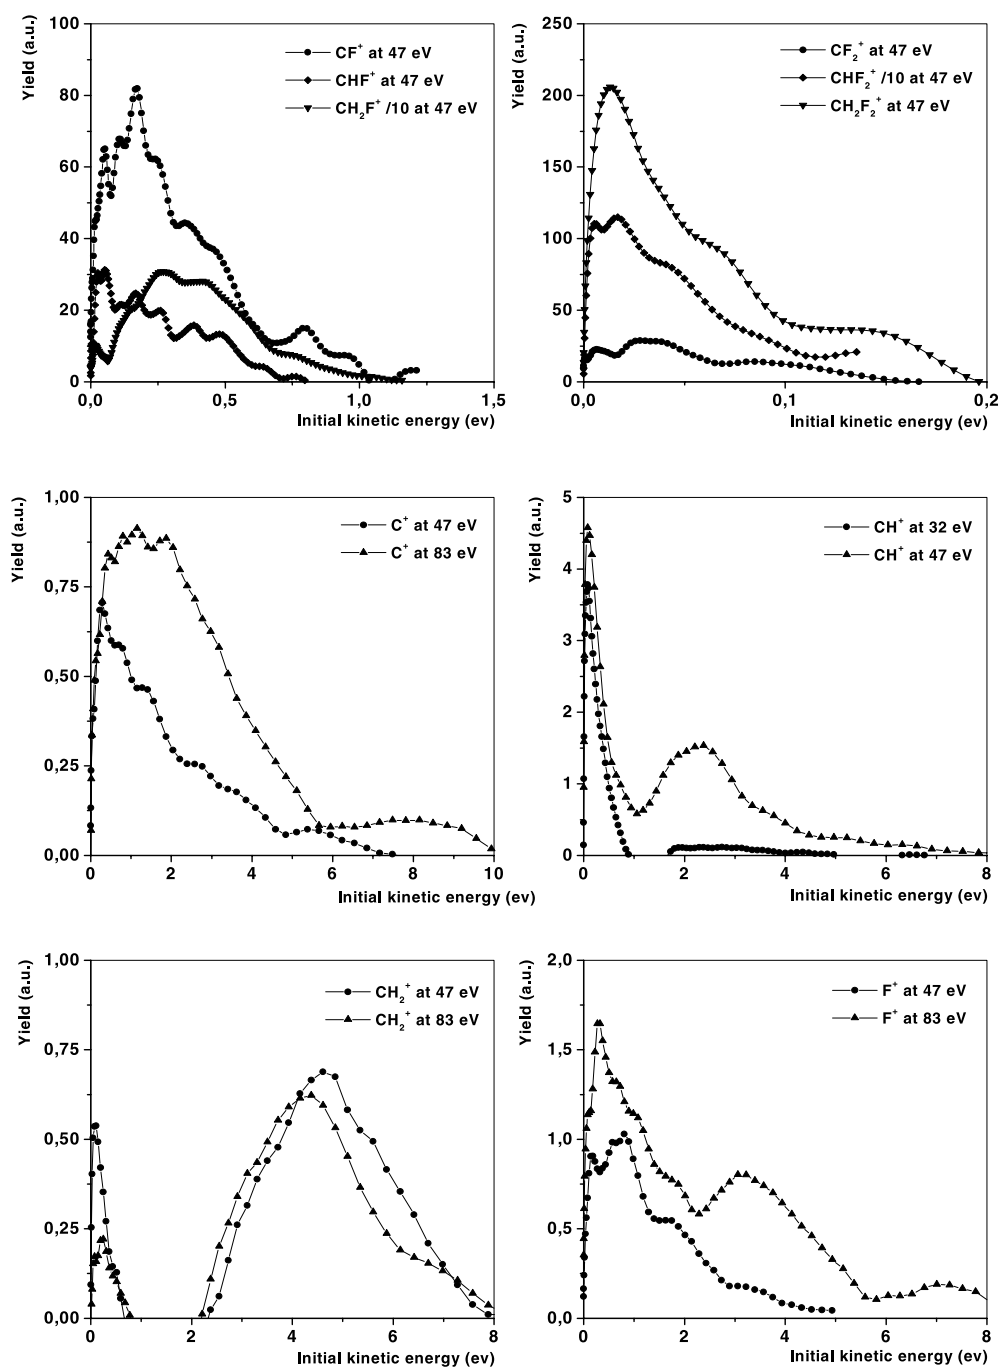 Yield (a.u.)
100
80
60
40
20
0
CF⁺ at 47 eV
CHF⁺ at 47 eV
CH₂F⁺ /10 at 47 eV
0,0
0,5
1,0
1,5
Initial kinetic energy (ev)
Yield (a.u.)
250
200
150
100
50
0
CF₂⁺ at 47 eV
CHF₂⁺ /10 at 47 eV
CH₂F₂⁺ at 47 eV
0,0
0,1
0,2
Initial kinetic energy (ev)
Yield (a.u.)
1,00
0,75
0,50
0,25
0,00
C⁺ at 47 eV
C⁺ at 83 eV
0
2
4
6
8
10
Initial kinetic energy (ev)
Yield (a.u.)
5
4
3
2
1
0
CH⁺ at 32 eV
CH⁺ at 47 eV
0
2
4
6
8
Initial kinetic energy (ev)
Yield (a.u.)
1,00
0,75
0,50
0,25
0,00
CH₂⁺ at 47 eV
CH₂⁺ at 83 eV
0
2
4
6
8
Initial kinetic energy (ev)
Yield (a.u.)
2,0
1,5
1,0
0,5
0,0
F⁺ at 47 eV
F⁺ at 83 eV
0
2
4
6
8
Initial kinetic energy (ev)